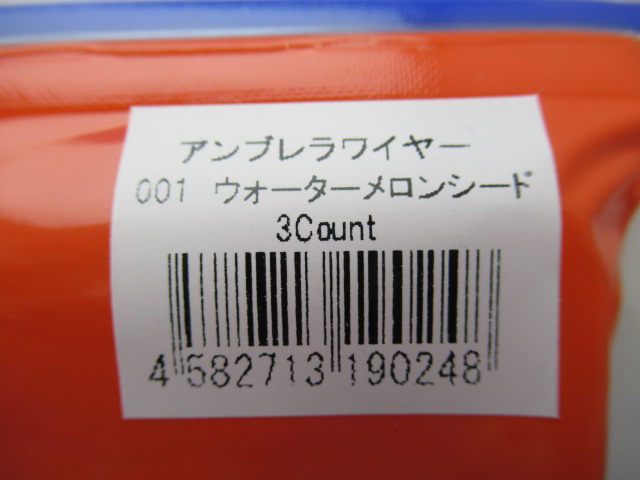 アンブレラワイヤー
001 ウォーターメロンシード
3Count
4 582713 190248